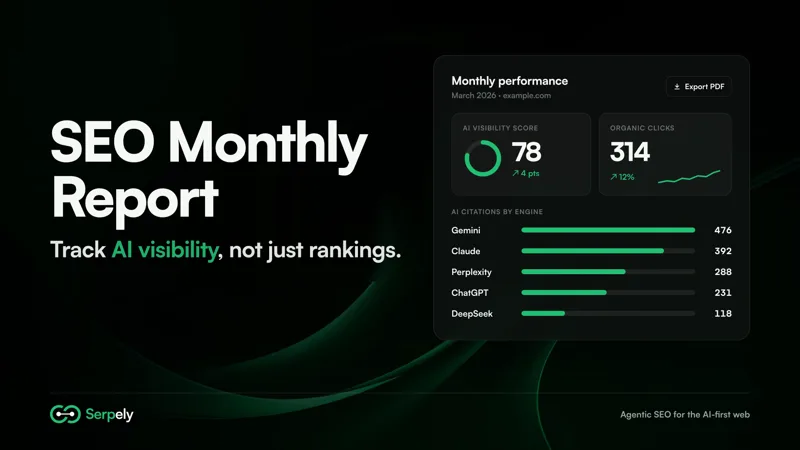 SEO Monthly
Report
Track AI visibility, not just rankings.
Monthly performance
March 2026 · example.com
Export PDF
AI VISIBILITY SCORE
78
↗ 4 pts
ORGANIC CLICKS
314
↗ 12%
AI CITATIONS BY ENGINE
Gemini 476
Claude 392
Perplexity 288
ChatGPT 231
DeepSeek 118
Serpely
Agentic SEO for the AI-first web